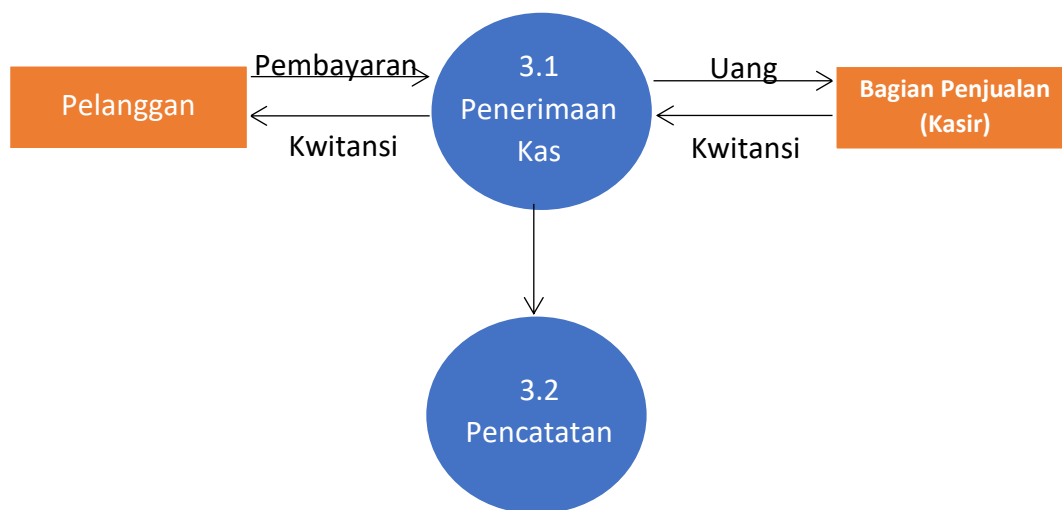 Pelanggan
Pembayaran
Kwitansi
3.1
Penerimaan
Kas
Uang
Kwitansi
Bagian Penjualan
(Kasir)
3.2
Pencatatan